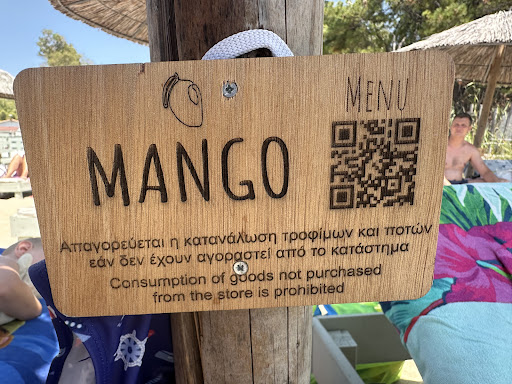 MENU
MANGO
Απαγορεύεται η κατανάλωση τροφίμων και ποτών
εάν δεν έχουν αγοραστεί από το κατάστημα
Consumption of goods not purchased
from the store is prohibited